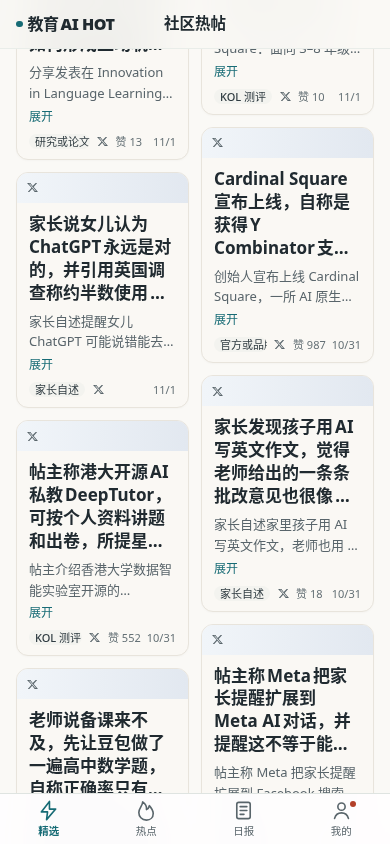 教育 AI HOT
社区热帖
分享发表在 Innovation
in Language Learning…
展开
研究或论文 赞 13 11/1
家长说女儿认为
ChatGPT 永远是对
的，并引用英国调
查称约半数使用…
家长自述提醒女儿
ChatGPT 可能说错能去…
展开
家长自述 11/1
帖主称港大开源 AI
私教 DeepTutor，
可按个人资料讲题
和出卷，所提星…
帖主介绍香港大学数据智
能实验室开源的…
展开
KOL 测评 赞 552 10/31
老师说备课来不
及，先让豆包做了
一遍高中数学题，
自称正确率只有…
Square：面向 3–8 年级…
展开
KOL 测评 赞 10 11/1
Cardinal Square
宣布上线，自称是
获得 Y
Combinator 支…
创始人宣布上线 Cardinal
Square，一所 AI 原生…
展开
官方或品 赞 987 10/31
家长发现孩子用 AI
写英文作文，觉得
老师给出的一条条
批改意见也很像…
家长自述家里孩子用 AI
写英文作文，老师也用 …
展开
家长自述 赞 18 10/31
帖主称 Meta 把家
长提醒扩展到
Meta AI 对话，并
提醒这不等于能…
帖主称 Meta 把家长提醒
扩展到 Facebook 搜索
精选
热点
日报
我的